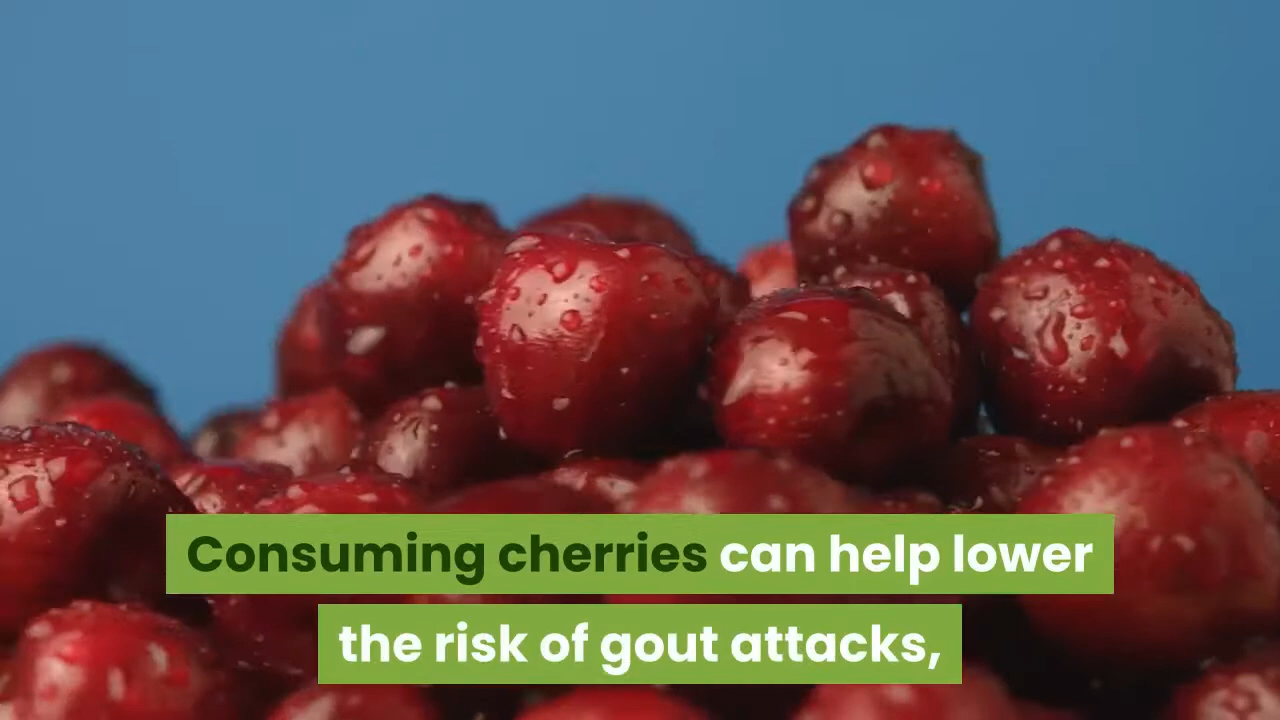 Consuming cherries can help lower
the risk of gout attacks,